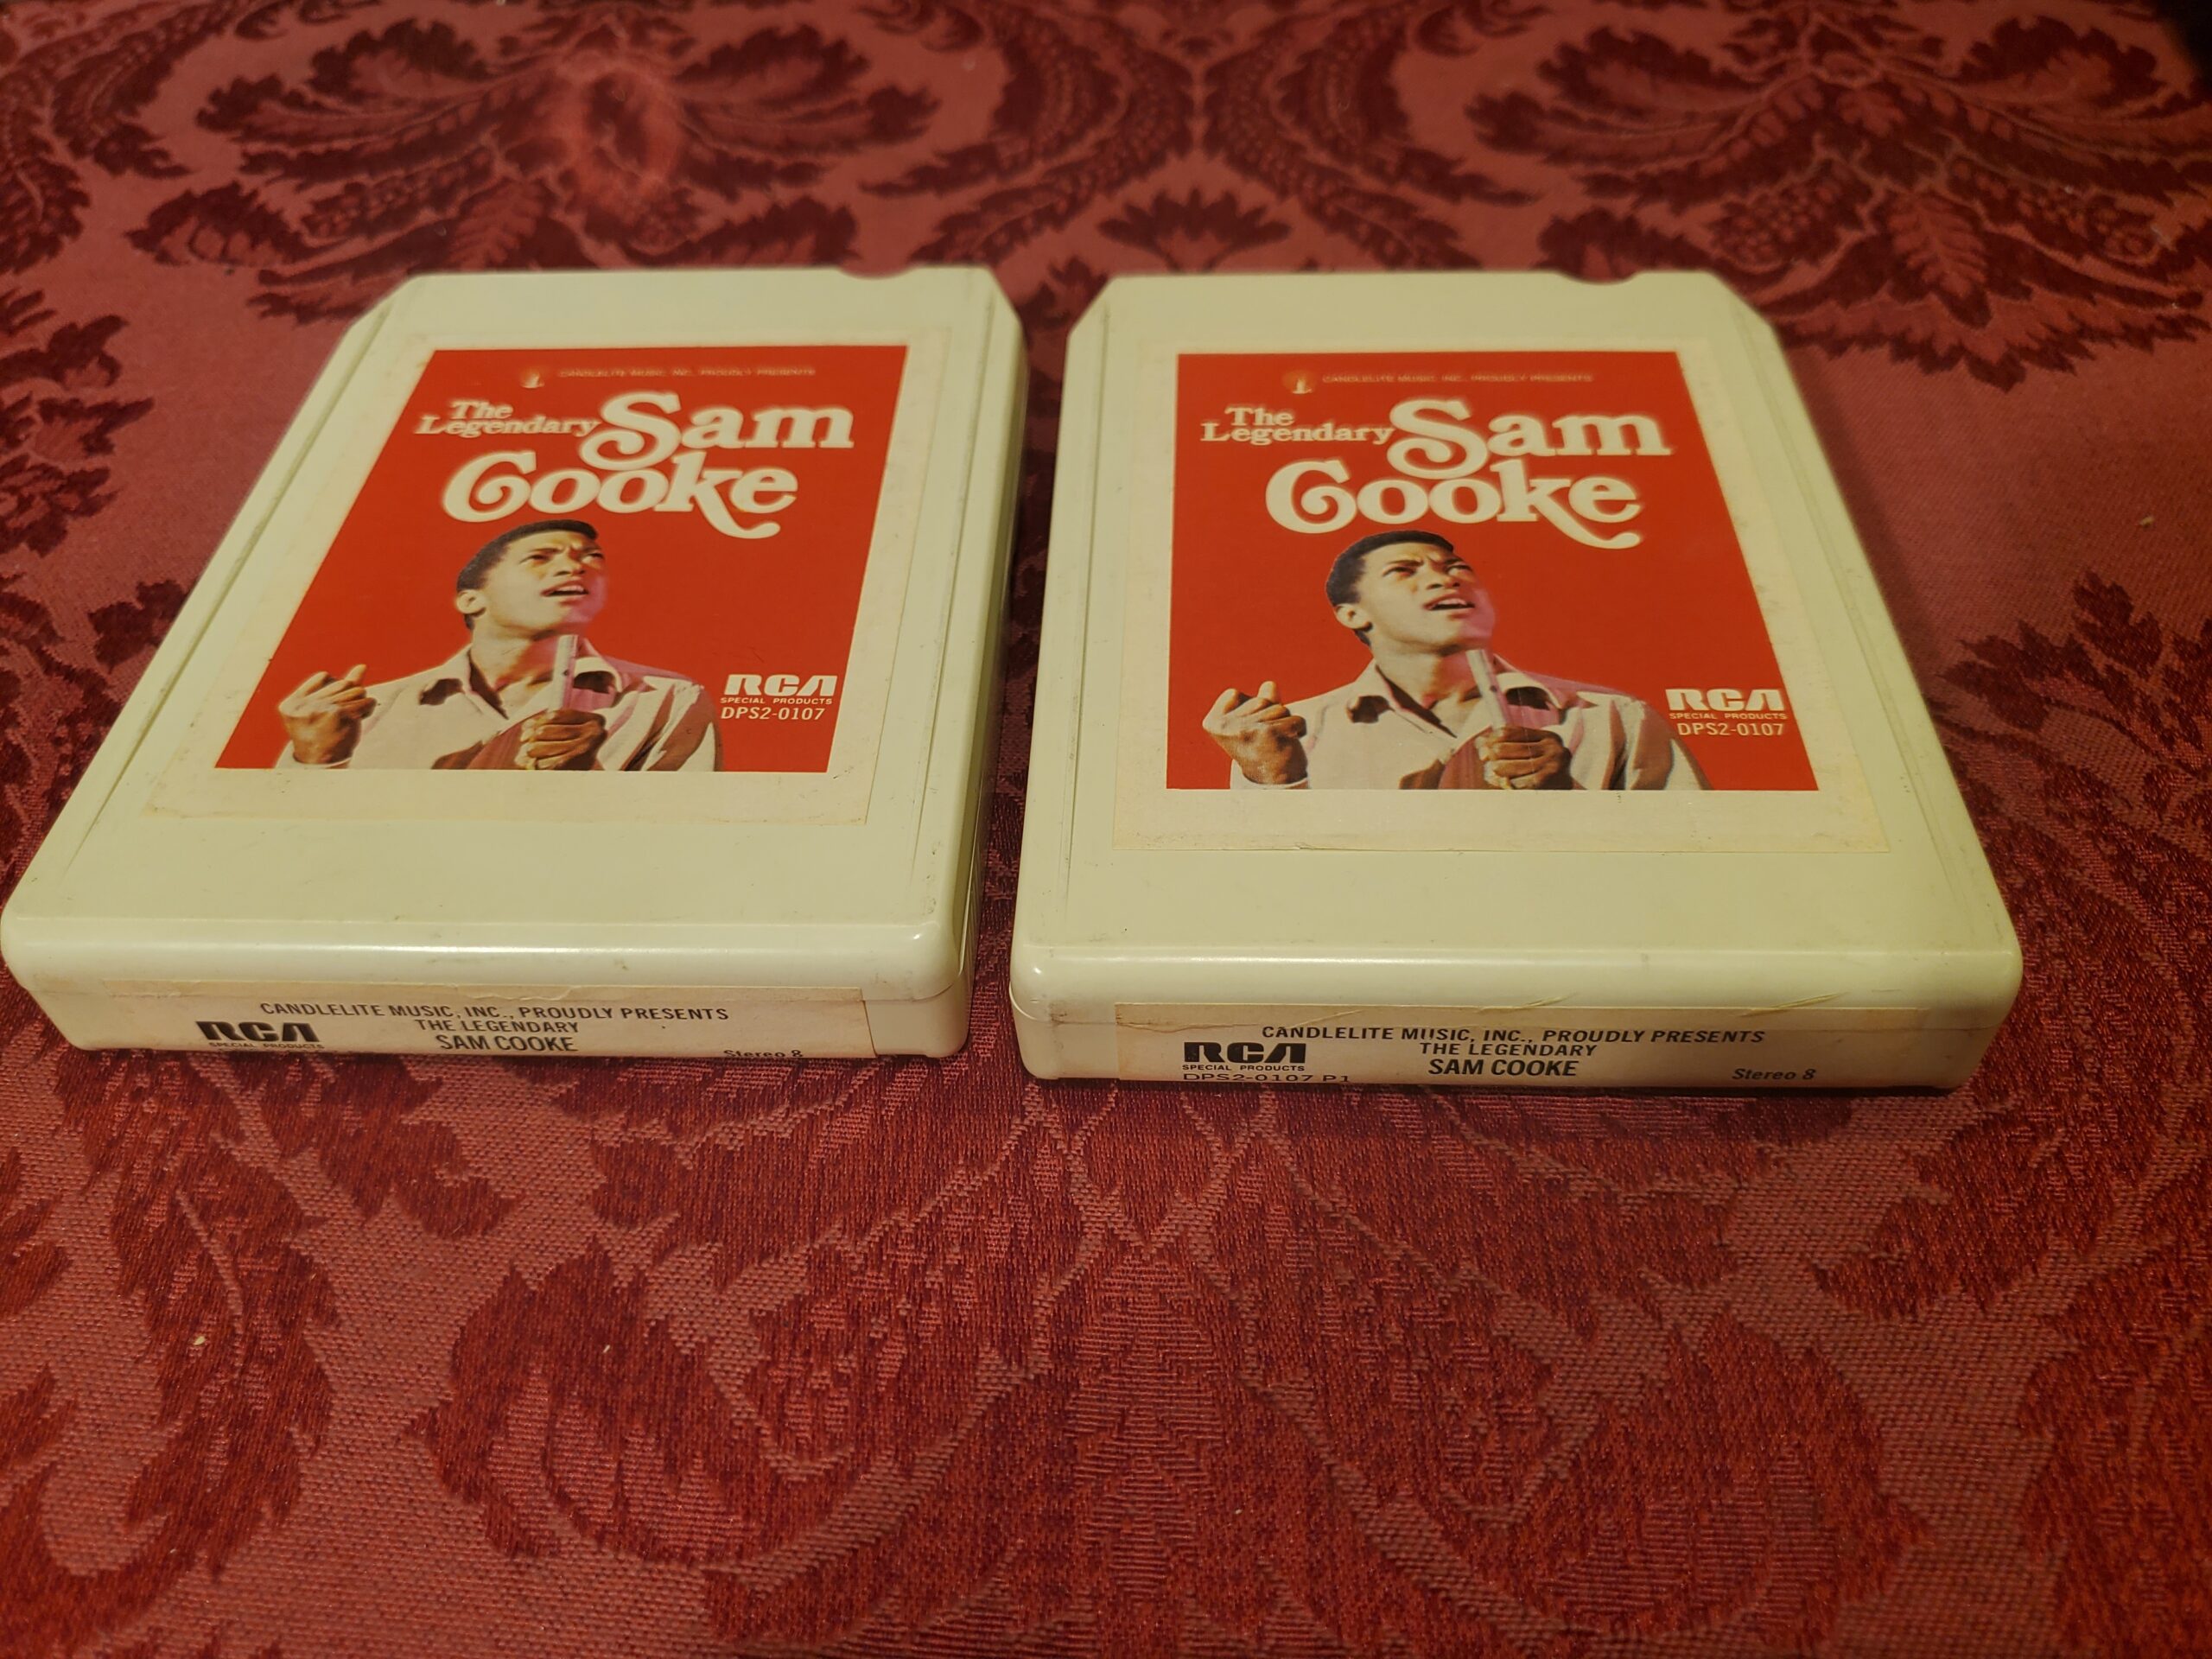 CANDLELITE MUSIC, INC., PROUDLY PRESENTS
The
Legendary Sam
Cooke
RCA
SPECIAL PRODUCTS
DPS2-0107
CANDLELITE MUSIC, INC., PROUDLY PRESENTS
THE LEGENDARY
SAM COOKE
RCA
SPECIAL PRODUCTS
Stereo 8
CANDLELITE MUSIC, INC., PROUDLY PRESENTS
The
Legendary Sam
Cooke
RCA
SPECIAL PRODUCTS
DPS2-0107
CANDLELITE MUSIC, INC., PROUDLY PRESENTS
THE LEGENDARY
SAM COOKE
RCA
SPECIAL PRODUCTS
DPS2-0107 P1
Stereo 8